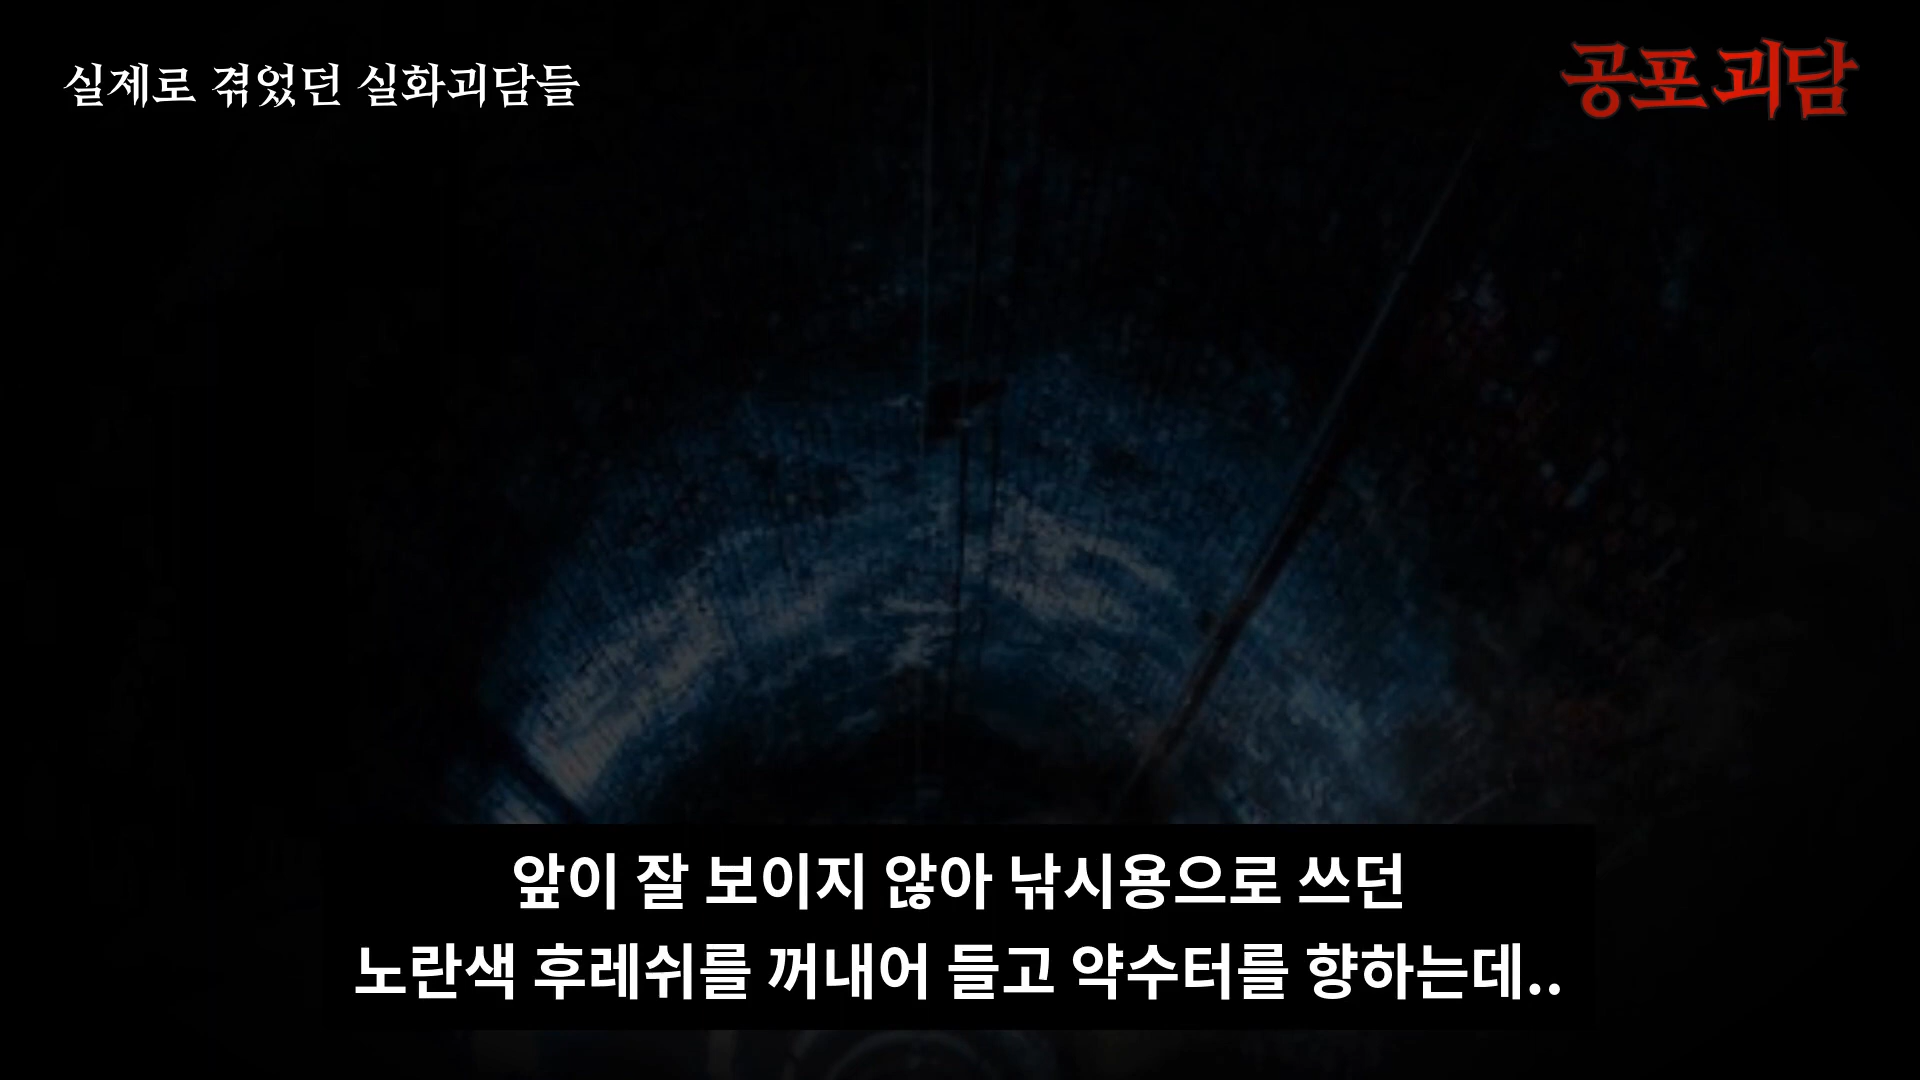 실제로 겪었던 실화괴담들
공포괴담
앞이 잘 보이지 않아 낚시용으로 쓰던
노란색 후레쉬를 꺼내어 들고 약수터를 향하는데..